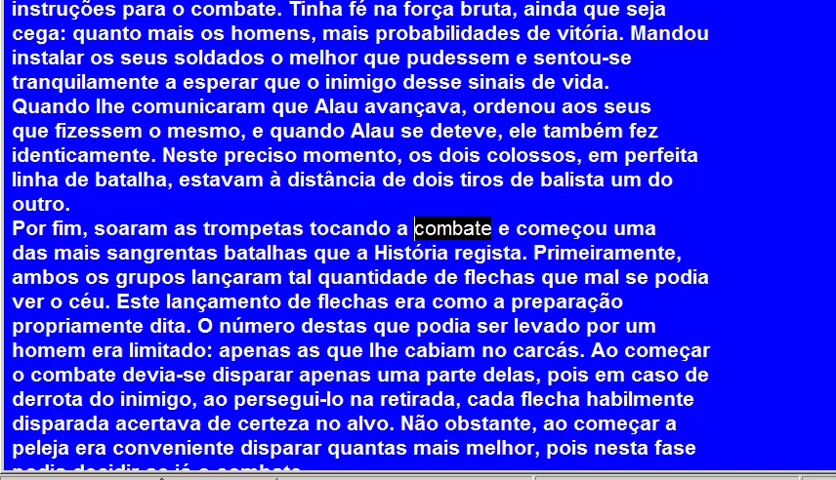 instruções para o combate. Tinha fé na força bruta, ainda que seja
cega: quanto mais os homens, mais probabilidades de vitória. Mandou
instalar os seus soldados o melhor que pudessem e sentou-se
tranquilamente a esperar que o inimigo desse sinais de vida.
Quando lhe comunicaram que Alau avançava, ordenou aos seus
que fizessem o mesmo, e quando Alau se deteve, ele também fez
identicamente. Neste preciso momento, os dois colossos, em perfeita
linha de batalha, estavam à distância de dois tiros de balista um do
outro.
Por fim, soaram as trompetas tocando a combate e começou uma
das mais sangrentas batalhas que a História regista. Primeiramente,
ambos os grupos lançaram tal quantidade de flechas que mal se podia
ver o céu. Este lançamento de flechas era como a preparação
propriamente dita. O número destas que podia ser levado por um
homem era limitado: apenas as que lhe cabiam no carcás. Ao começar
o combate devia-se disparar apenas uma parte delas, pois em caso de
derrota do inimigo, ao persegui-lo na retirada, cada flecha habilmente
disparada acertava de certeza no alvo. Não obstante, ao começar a
peleja era conveniente disparar quantas mais melhor, pois nesta fase
podia decidir-se já o combate.